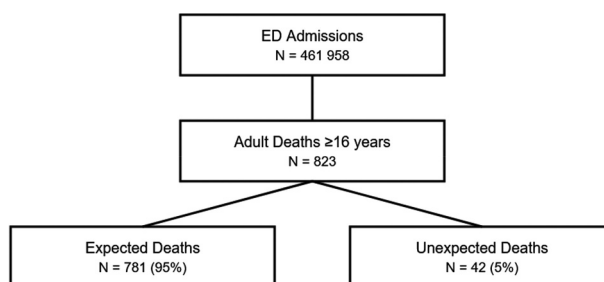 ED Admissions
N = 461 958
Adult Deaths ≥16 years
N = 823
Expected Deaths
N = 781 (95%)
Unexpected Deaths
N = 42 (5%)